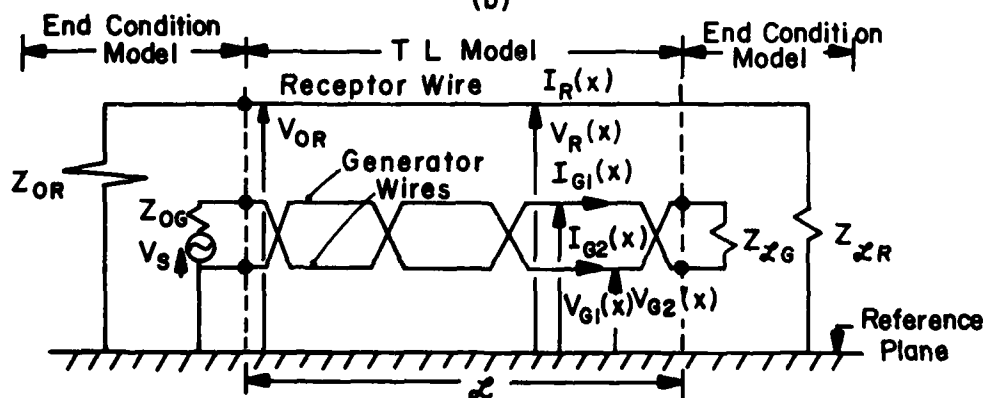 (b)
End Condition
Model
T L Model
End Condition
Model
Receptor Wire
I_R(x)
V_OR
V_R(x)
Z_OR
Generator
Wires
I_G1(x)
Z_OG
V_S
I_G2(x)
Z_ℒG
Z_ℒR
V_G1(x) V_G2(x)
Reference
Plane
ℒ